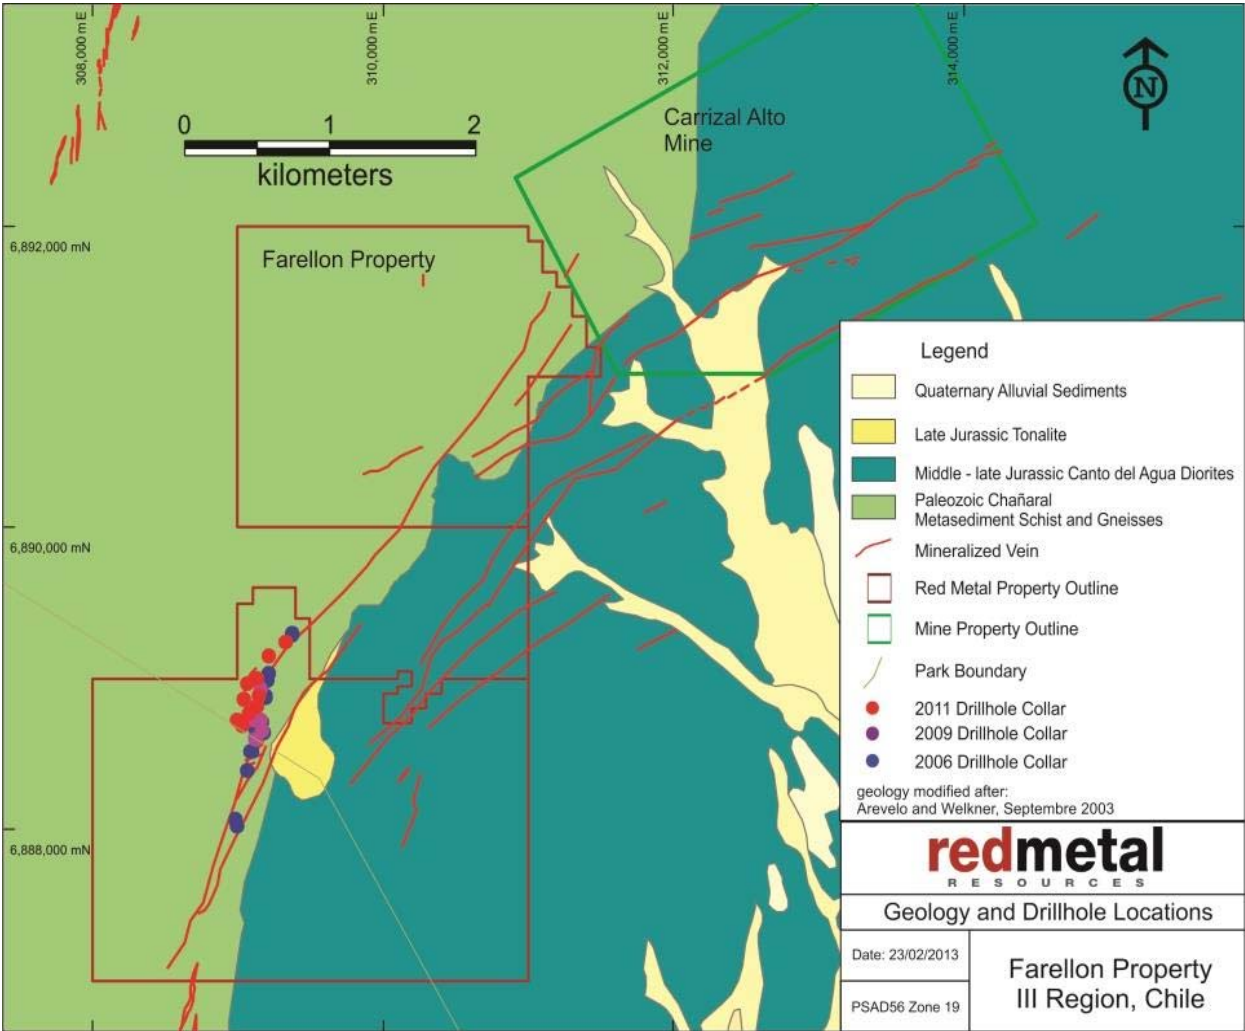 308,000 mE
310,000 mE
312,000 mE
314,000 mE
N
0 1 2
kilometers
Carrizal Alto
Mine
6,892,000 mN
Farellon Property
6,890,000 mN
6,888,000 mN
Legend
Quaternary Alluvial Sediments
Late Jurassic Tonalite
Middle - late Jurassic Canto del Agua Diorites
Paleozoic Chañaral
Metasediment Schist and Gneisses
Mineralized Vein
Red Metal Property Outline
Mine Property Outline
Park Boundary
2011 Drillhole Collar
2009 Drillhole Collar
2006 Drillhole Collar
geology modified after:
Arevelo and Welkner, Septembre 2003
redmetal
RESOURCES
Geology and Drillhole Locations
Date: 23/02/2013
PSAD56 Zone 19
Farellon Property
III Region, Chile